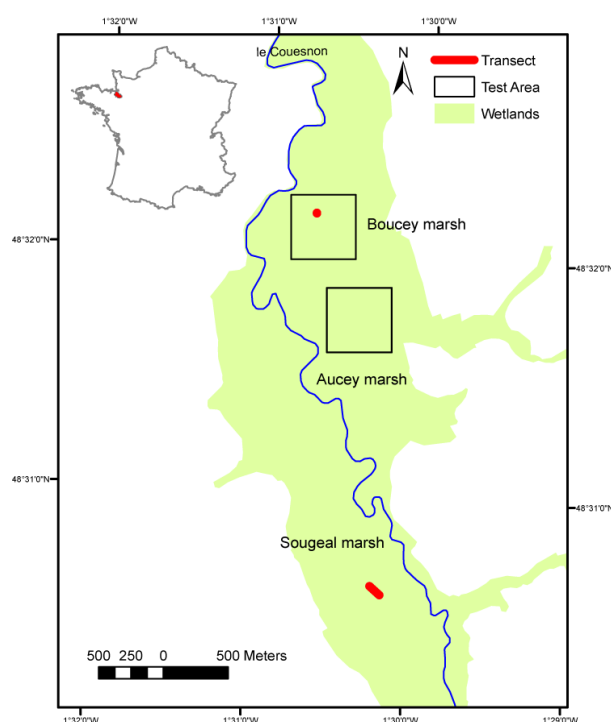 1°32'0"W 1°31'0"W 1°30'0"W
le Couesnon
N
Transect
Test Area
Wetlands
48°32'0"N
Boucey marsh
48°32'0"N
Aucey marsh
48°31'0"N
48°31'0"N
Sougeal marsh
500 250 0 500 Meters
1°32'0"W 1°31'0"W 1°30'0"W 1°29'0"W